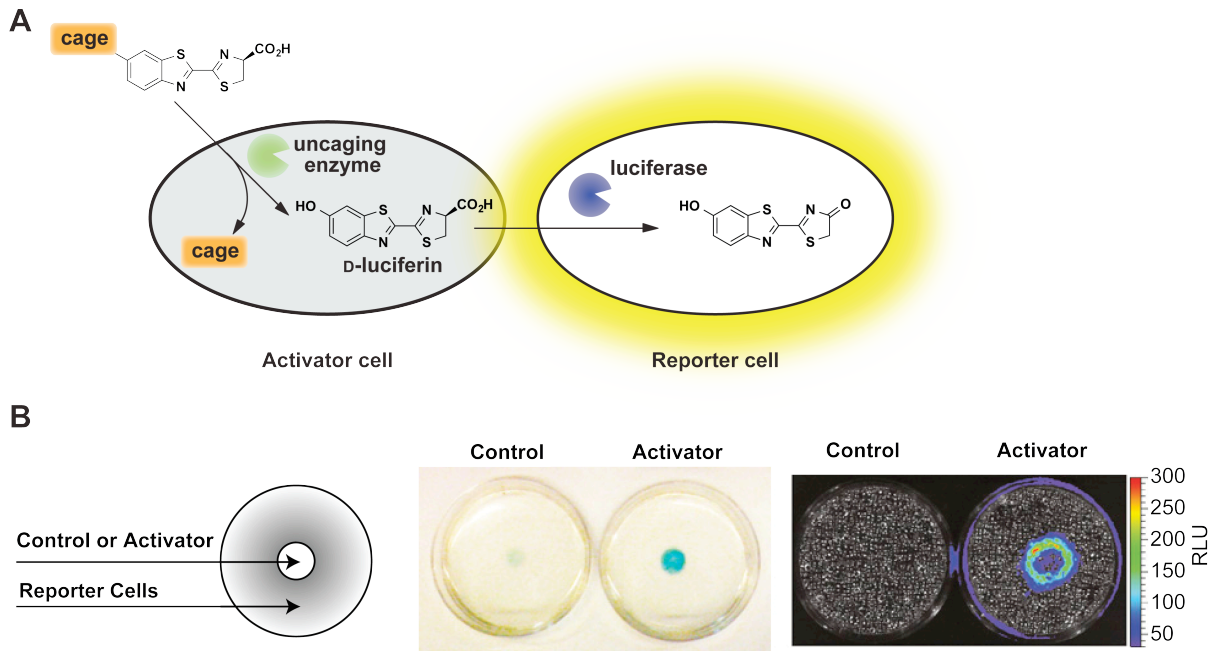 A
cage
S
N
CO₂H
N
S
uncaging
enzyme
luciferase
HO
S
N
CO₂H
N
S
HO
S
N
O
N
S
cage
D-luciferin
Activator cell
Reporter cell
B
Control
Activator
Control
Activator
300
250
200
150
100
50
RLU
Control or Activator
Reporter Cells